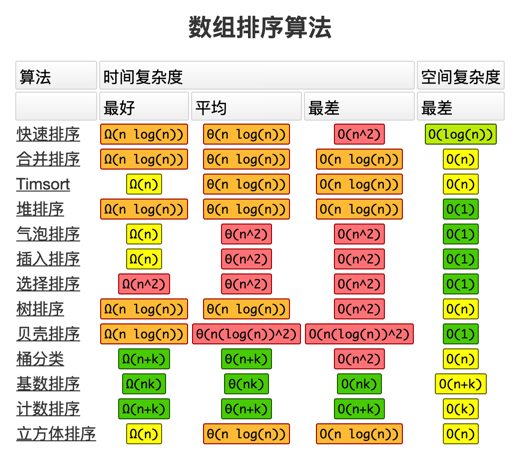 数组排序算法
算法 时间复杂度 空间复杂度
最好 平均 最差 最差
快速排序 Ω(n log(n)) θ(n log(n)) O(n^2) O(log(n))
合并排序 Ω(n log(n)) θ(n log(n)) O(n log(n)) O(n)
Timsort Ω(n) θ(n log(n)) O(n log(n)) O(n)
堆排序 Ω(n log(n)) θ(n log(n)) O(n log(n)) O(1)
气泡排序 Ω(n) θ(n^2) O(n^2) O(1)
插入排序 Ω(n) θ(n^2) O(n^2) O(1)
选择排序 Ω(n^2) θ(n^2) O(n^2) O(1)
树排序 Ω(n log(n)) θ(n log(n)) O(n^2) O(n)
贝壳排序 Ω(n log(n)) θ(n(log(n))^2) O(n(log(n))^2) O(1)
桶分类 Ω(n+k) θ(n+k) O(n^2) O(n)
基数排序 Ω(nk) θ(nk) O(nk) O(n+k)
计数排序 Ω(n+k) θ(n+k) O(n+k) O(k)
立方体排序 Ω(n) θ(n log(n)) O(n log(n)) O(n)